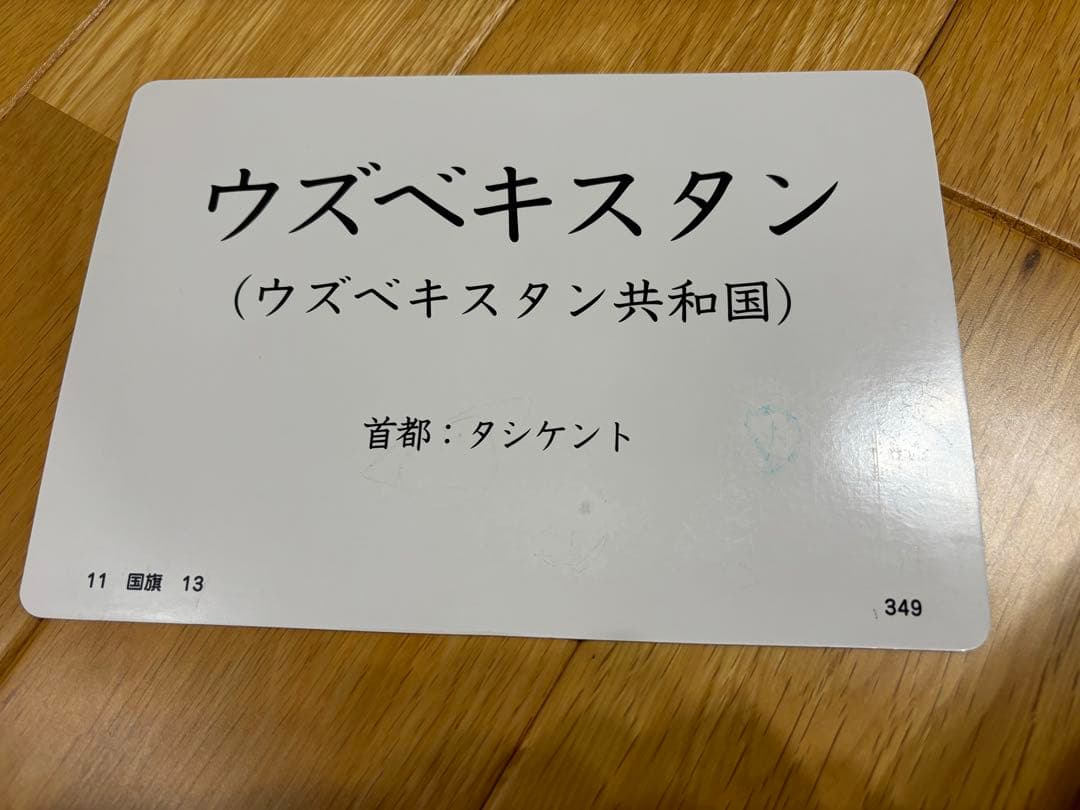 ウズベキスタン
(ウズベキスタン共和国)
首都：タシケント
11 国旗 13
349